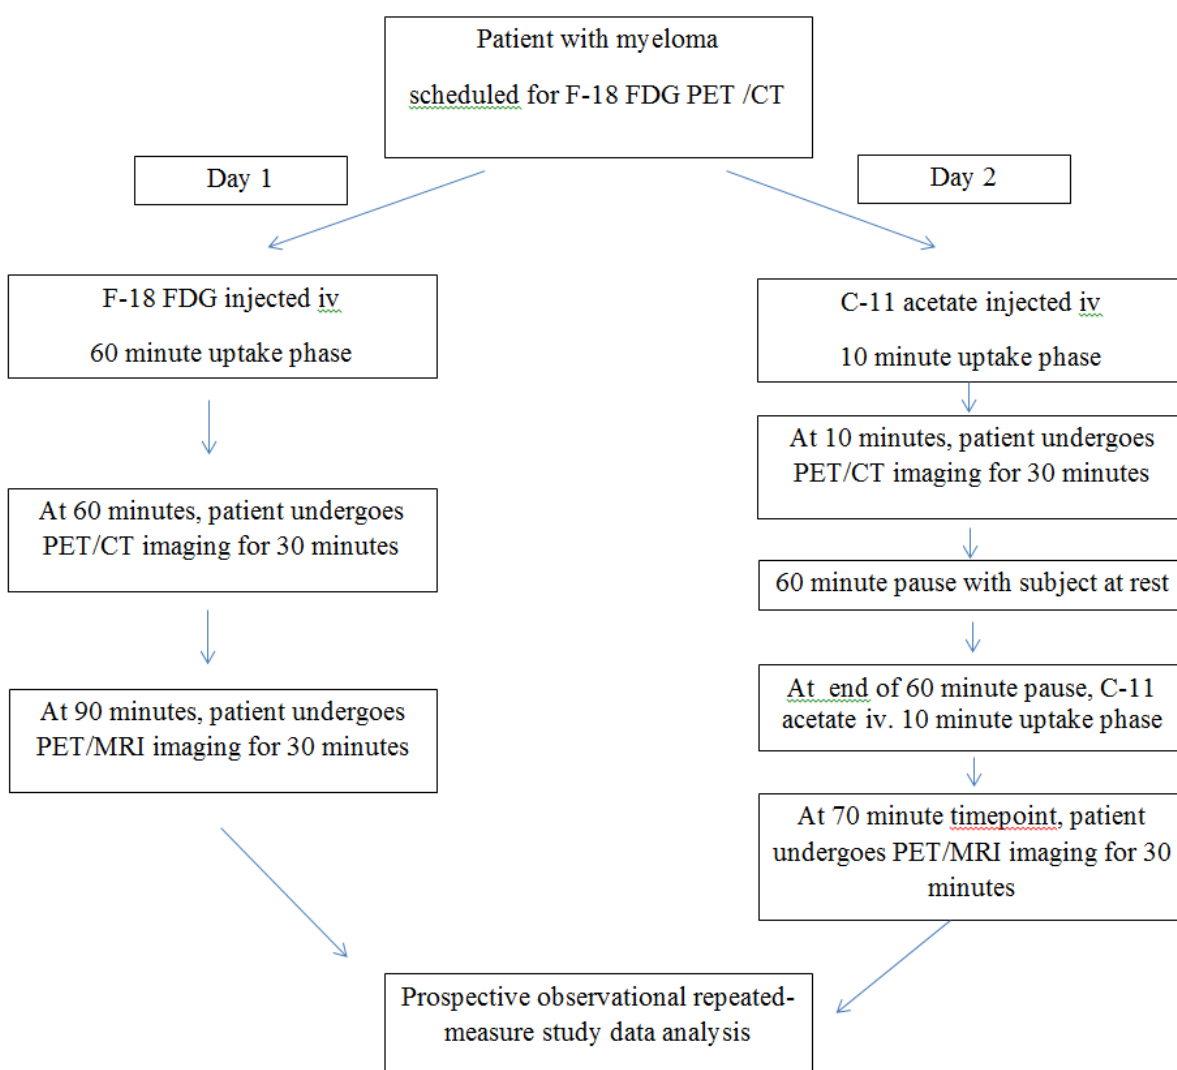 Patient with myeloma
scheduled for F-18 FDG PET /CT
Day 1
Day 2
F-18 FDG injected iv
60 minute uptake phase
At 60 minutes, patient undergoes
PET/CT imaging for 30 minutes
At 90 minutes, patient undergoes
PET/MRI imaging for 30 minutes
C-11 acetate injected iv
10 minute uptake phase
At 10 minutes, patient undergoes
PET/CT imaging for 30 minutes
60 minute pause with subject at rest
At  end of 60 minute pause, C-11
acetate iv. 10 minute uptake phase
At 70 minute timepoint, patient
undergoes PET/MRI imaging for 30
minutes
Prospective observational repeated-
measure study data analysis